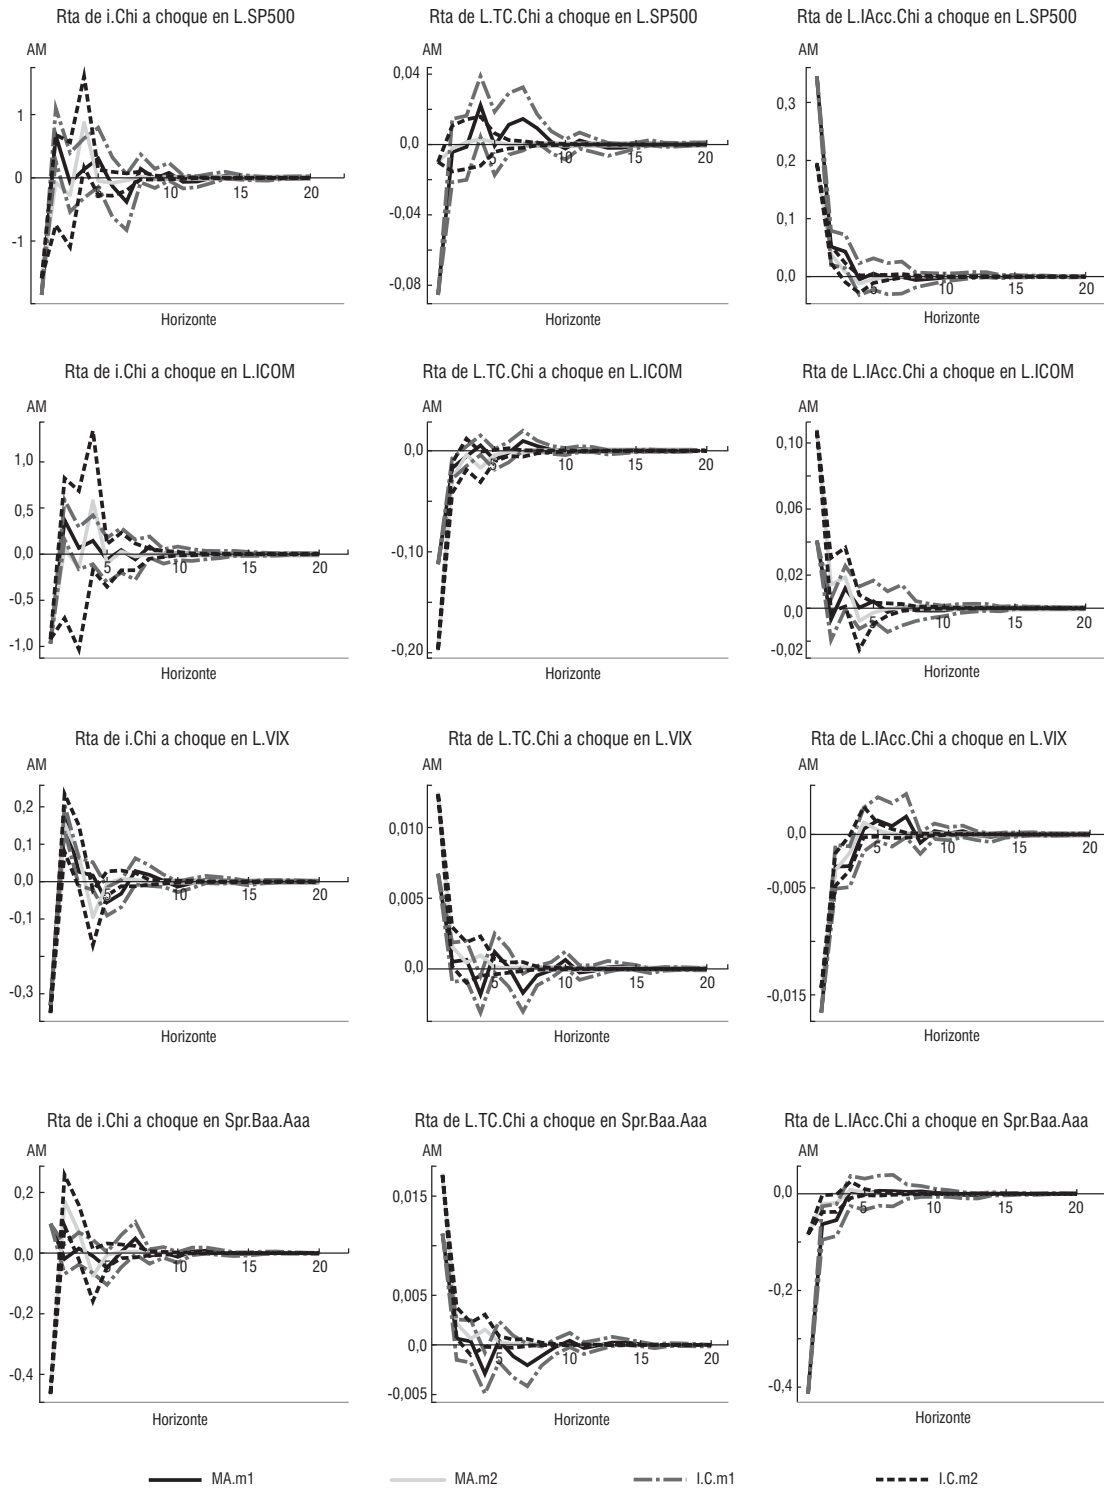 Rta de i.Chi a choque en L.SP500
AM
1
0
-1
5
10
15
20
Horizonte
Rta de L.TC.Chi a choque en L.SP500
AM
0,04
0,0
-0,04
-0,08
5
10
15
20
Horizonte
Rta de L.IAcc.Chi a choque en L.SP500
AM
0,3
0,2
0,1
0,0
5
10
15
20
Horizonte
Rta de i.Chi a choque en L.ICOM
AM
1,0
0,5
0,0
-0,5
-1,0
5
10
15
20
Horizonte
Rta de L.TC.Chi a choque en L.ICOM
AM
0,0
-0,10
-0,20
5
10
15
20
Horizonte
Rta de L.IAcc.Chi a choque en L.ICOM
AM
0,10
0,06
0,02
0,0
-0,02
5
10
15
20
Horizonte
Rta de i.Chi a choque en L.VIX
AM
0,2
0,1
0,0
-0,1
-0,3
5
10
15
20
Horizonte
Rta de L.TC.Chi a choque en L.VIX
AM
0,010
0,005
0,0
5
10
15
20
Horizonte
Rta de L.IAcc.Chi a choque en L.VIX
AM
0,0
-0,005
-0,015
5
10
15
20
Horizonte
Rta de i.Chi a choque en Spr.Baa.Aaa
AM
0,2
0,0
-0,2
-0,4
5
10
15
20
Horizonte
Rta de L.TC.Chi a choque en Spr.Baa.Aaa
AM
0,015
0,005
0,0
-0,005
5
10
15
20
Horizonte
Rta de L.IAcc.Chi a choque en Spr.Baa.Aaa
AM
0,0
-0,2
-0,4
5
10
15
20
Horizonte
MA.m1 MA.m2 I.C.m1 I.C.m2